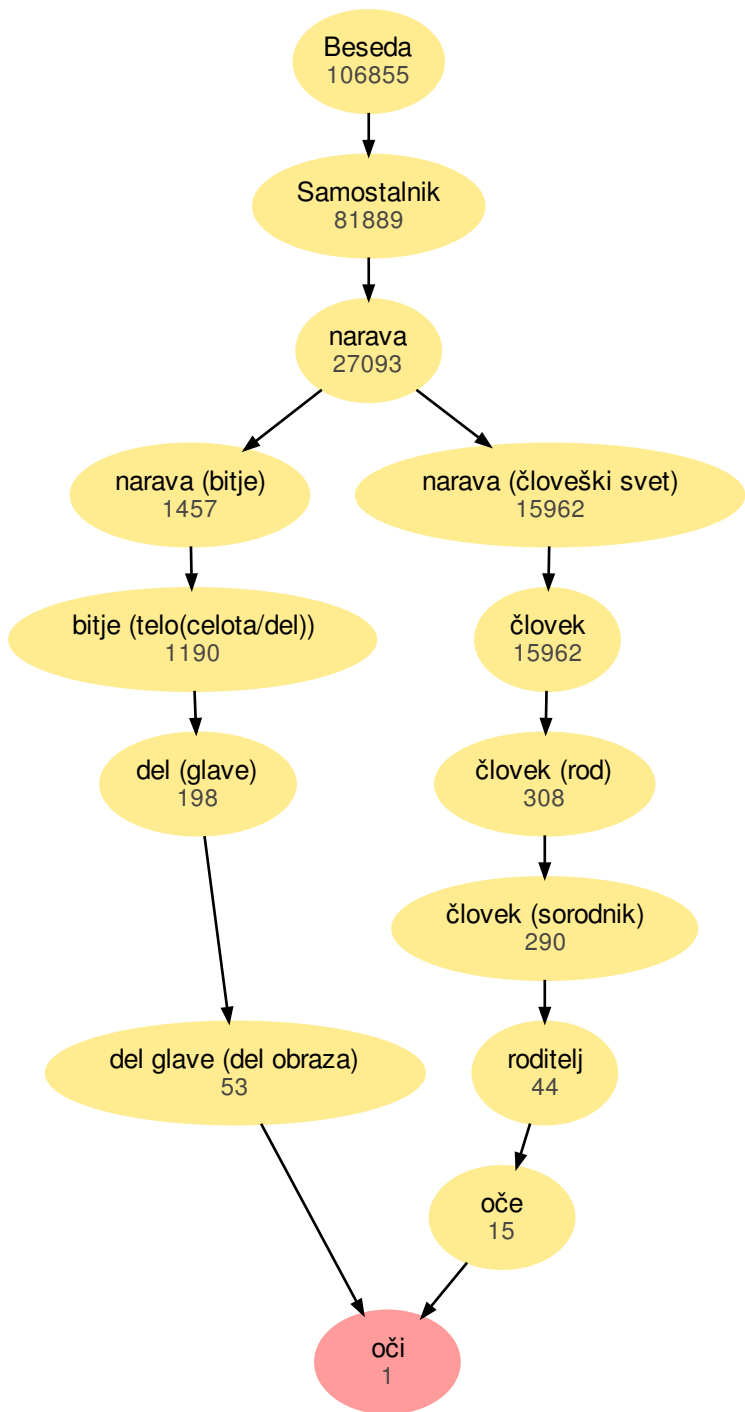 Beseda
106855
Samostalnik
81889
narava
27093
narava (bitje)
1457
narava (človeški svet)
15962
bitje (telo(celota/del))
1190
človek
15962
del (glave)
198
človek (rod)
308
človek (sorodnik)
290
del glave (del obraza)
53
roditelj
44
oče
15
oči
1